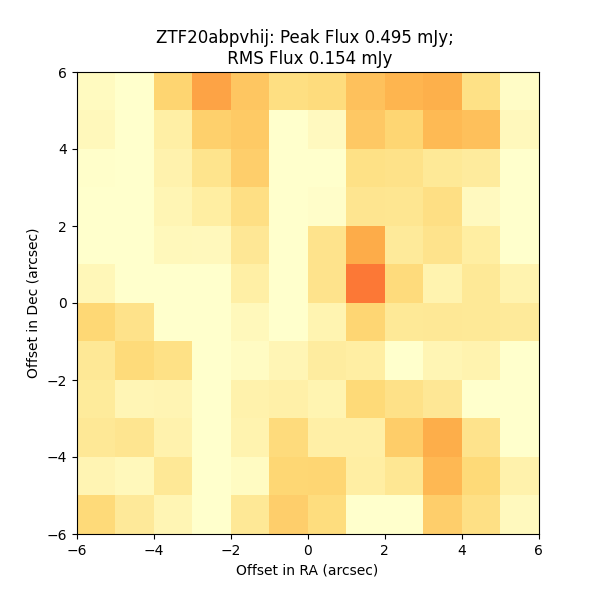 ZTF20abpvhij: Peak Flux 0.495 mJy;
RMS Flux 0.154 mJy
6
4
2
0
−2
−4
−6
Offset in Dec (arcsec)
−6 −4 −2 0 2 4 6
Offset in RA (arcsec)